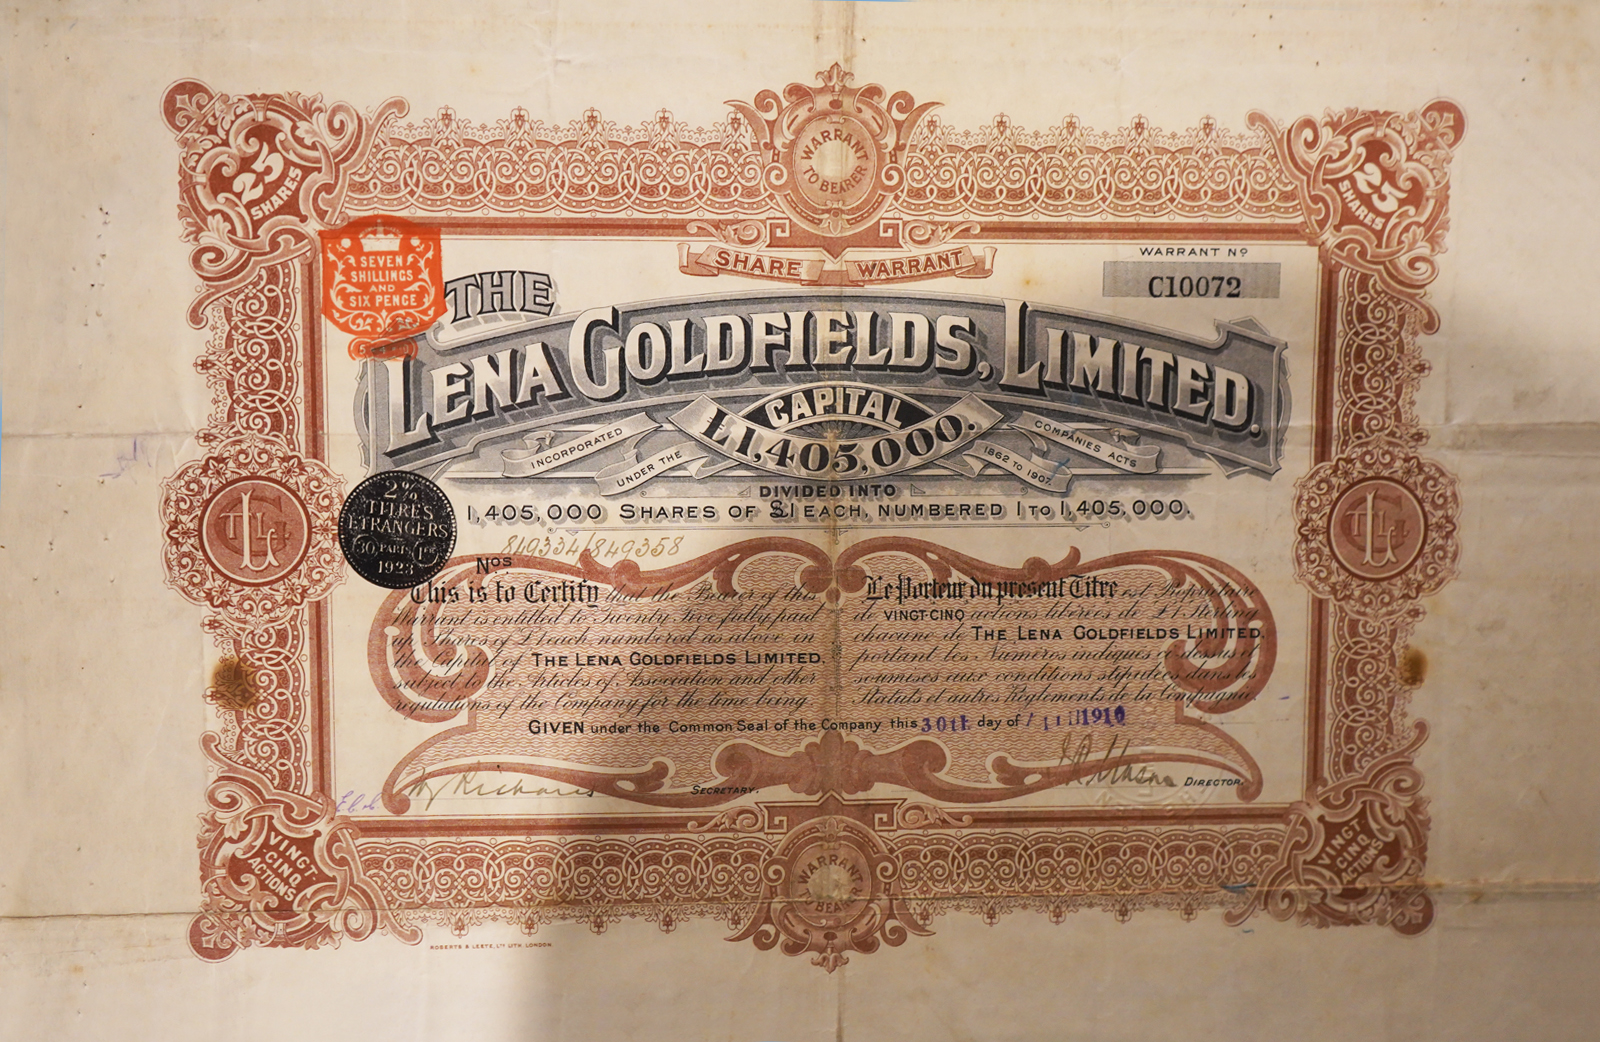 WARRANT
TO BEARER
25
SHARES
25
SHARES
SHARE WARRANT
WARRANT No
C10072
SEVEN
SHILLINGS
AND
SIX PENCE
THE
LENA GOLDFIELDS, LIMITED.
CAPITAL
£1,405,000.
INCORPORATED UNDER THE COMPANIES ACTS 1862 TO 1907.
DIVIDED INTO
1,405,000 SHARES OF £1 EACH, NUMBERED 1 TO 1,405,000.
2%
TITRES
ETRANGERS
1923
Nos 849334/849358
This is to Certify that the Bearer of this
Warrant is entitled to Twenty Five fully paid
up Shares of £1 each numbered as above in
the Capital of THE LENA GOLDFIELDS LIMITED,
subject to the Articles of Association and other
regulations of the Company for the time being
Le Porteur du présent Titre est Propriétaire
de VINGT-CINQ actions libérées de £1 Sterling
chacune de THE LENA GOLDFIELDS LIMITED,
portant les Numéros indiqués ci-dessus et
soumises aux conditions stipulées dans les
Statuts et autres Règlements de la Compagnie
GIVEN under the Common Seal of the Company this 30th day of 1910
SECRETARY.
DIRECTOR.
VINGT
CINQ
ACTIONS
WARRANT
TO BEARER
VINGT
CINQ
ACTIONS
ROBERTS & LEETE, LTD LITH. LONDON